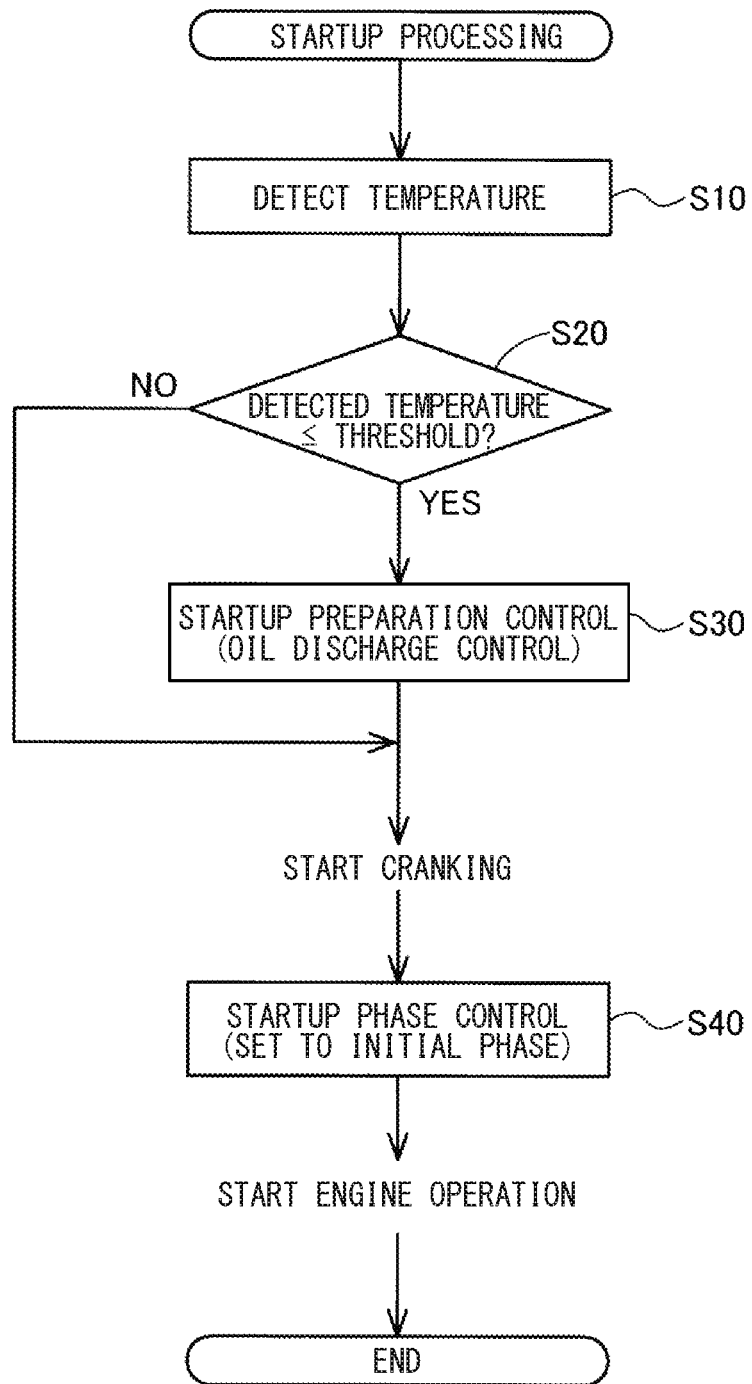 STARTUP PROCESSING
DETECT TEMPERATURE
S10
S20
NO
DETECTED TEMPERATURE
≤ THRESHOLD?
YES
STARTUP PREPARATION CONTROL
(OIL DISCHARGE CONTROL)
S30
START CRANKING
STARTUP PHASE CONTROL
(SET TO INITIAL PHASE)
S40
START ENGINE OPERATION
END